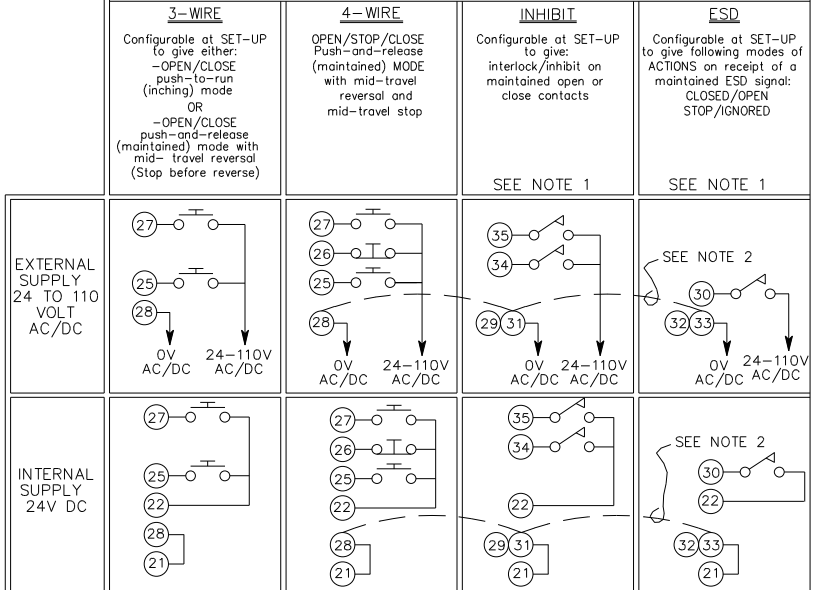 3-WIRE
Configurable at SET-UP
to give either:
-OPEN/CLOSE
push-to-run
(inching) mode
OR
-OPEN/CLOSE
push-and-release
(maintained) mode with
mid- travel reversal
(Stop before reverse)
4-WIRE
OPEN/STOP/CLOSE
Push-and-release
(maintained) MODE
with mid-travel
reversal and
mid-travel stop
INHIBIT
Configurable at SET-UP
to give:
interlock/inhibit on
maintained open or
close contacts
SEE NOTE 1
ESD
Configurable at SET-UP
to give following modes of
ACTIONS on receipt of a
maintained ESD signal:
CLOSED/OPEN
STOP/IGNORED
SEE NOTE 1
EXTERNAL
SUPPLY
24 TO 110
VOLT
AC/DC
27
25
28
0V
AC/DC
24-110V
AC/DC
27
26
25
28
0V
AC/DC
24-110V
AC/DC
35
34
29 31
0V
AC/DC
24-110V
AC/DC
SEE NOTE 2
30
32 33
0V
AC/DC
24-110V
AC/DC
INTERNAL
SUPPLY
24V DC
27
25
22
28
21
27
26
25
22
28
21
35
34
22
29 31
21
SEE NOTE 2
30
22
32 33
21